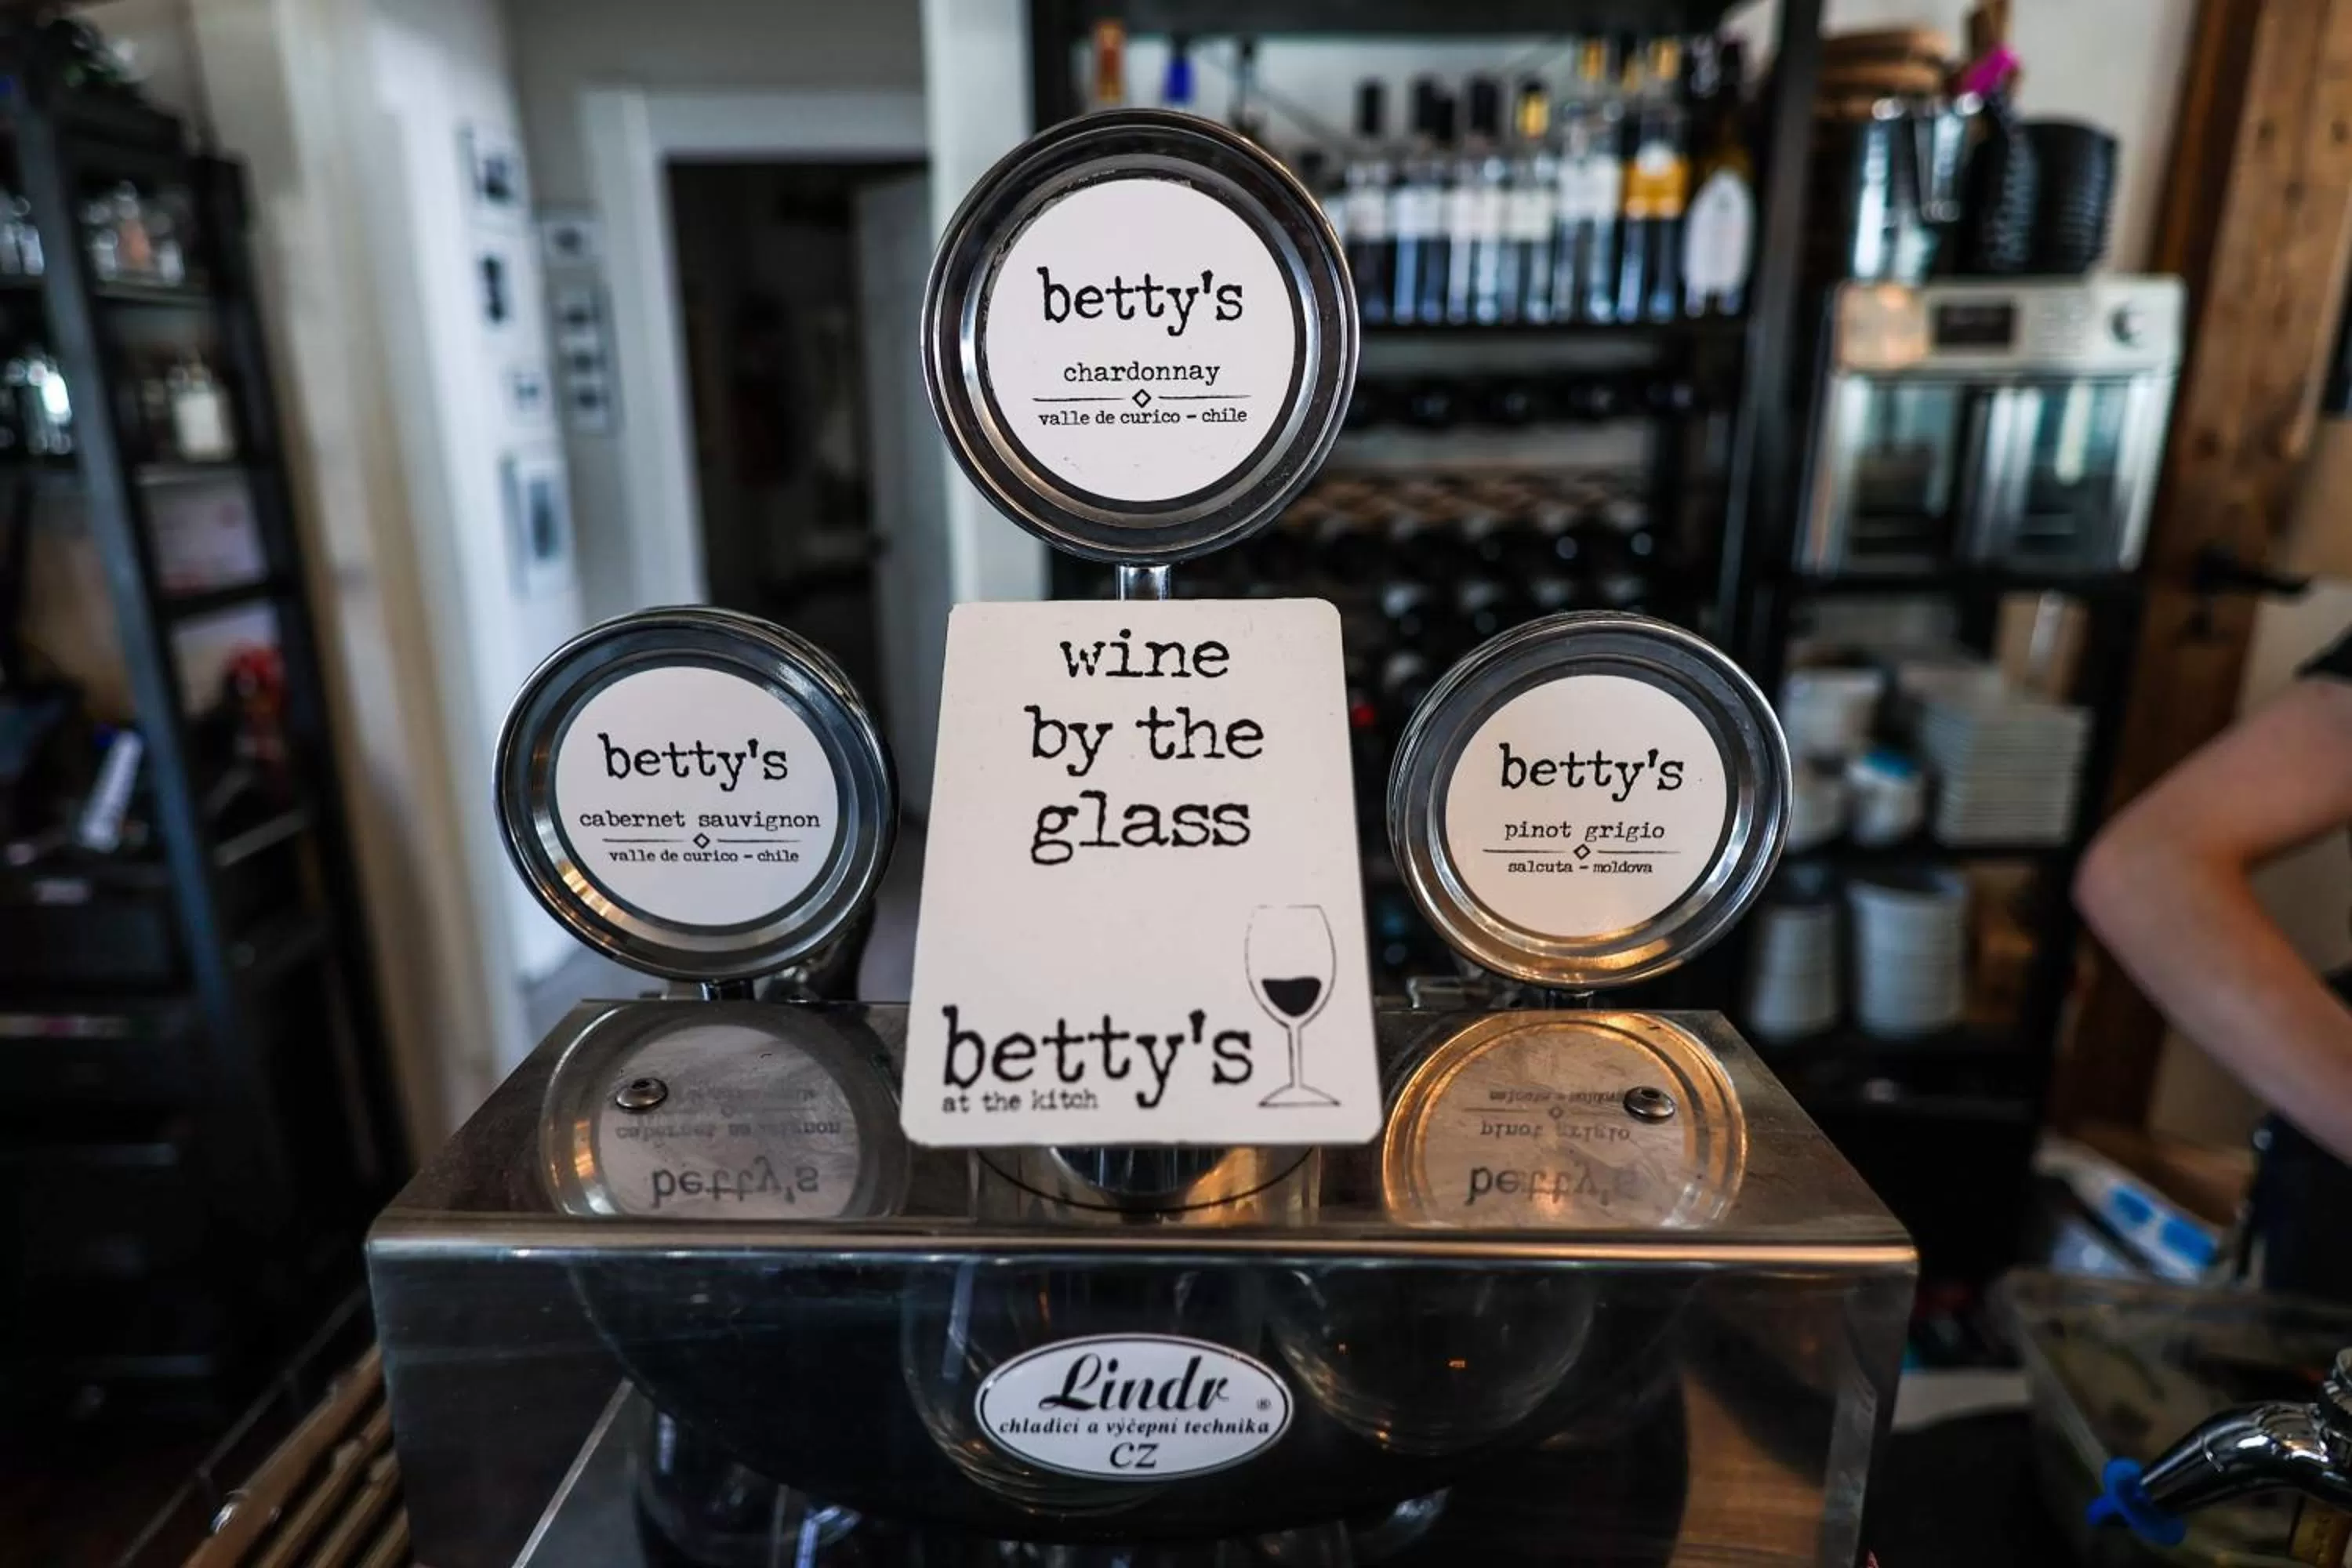 betty's
chardonnay
valle de curico - chile
betty's
cabernet sauvignon
valle de curico - chile
wine
by the
glass
betty's
at the kitch
betty's
pinot grigio
salcuta - moldova
Lindr ®
chladicí a výčepní technika
CZ